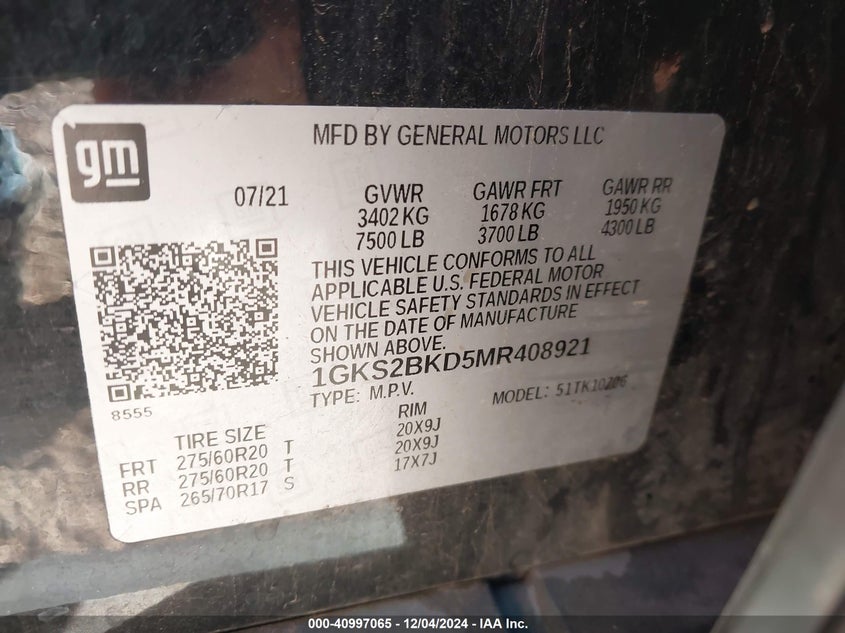 gm
MFD BY GENERAL MOTORS LLC
07/21 GVWR GAWR FRT GAWR RR
3402 KG 1678 KG 1950 KG
7500 LB 3700 LB 4300 LB
THIS VEHICLE CONFORMS TO ALL
APPLICABLE U.S. FEDERAL MOTOR
VEHICLE SAFETY STANDARDS IN EFFECT
ON THE DATE OF MANUFACTURE
SHOWN ABOVE.
1GKS2BKD5MR408921
TYPE: M.P.V. MODEL: 51TK10706
8555
TIRE SIZE RIM
FRT 275/60R20 T 20X9J
RR 275/60R20 T 20X9J
SPA 265/70R17 S 17X7J
000-40997065 - 12/04/2024 - IAA Inc.